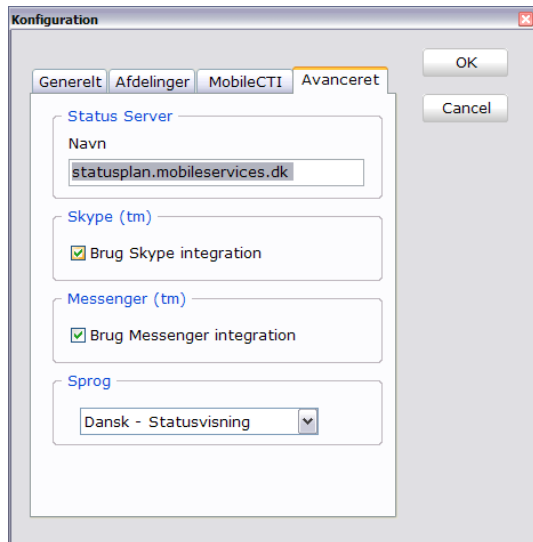 Konfiguration
OK
Cancel
Generelt Afdelinger MobileCTI Avanceret
Status Server
Navn
statusplan.mobileservices.dk
Skype (tm)
Brug Skype integration
Messenger (tm)
Brug Messenger integration
Sprog
Dansk - Statusvisning